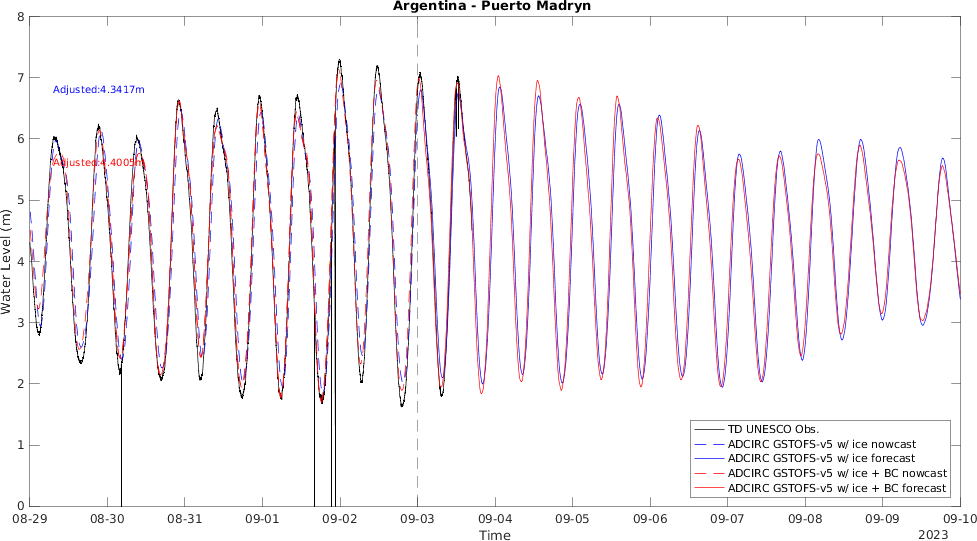 Argentina - Puerto Madryn
8
7
6
5
4
3
2
1
0
Water Level (m)
Adjusted:4.3417m
Adjusted:4.4005m
TD UNESCO Obs.
ADCIRC GSTOFS-v5 w/ ice nowcast
ADCIRC GSTOFS-v5 w/ ice forecast
ADCIRC GSTOFS-v5 w/ ice + BC nowcast
ADCIRC GSTOFS-v5 w/ ice + BC forecast
08-29 08-30 08-31 09-01 09-02 09-03 09-04 09-05 09-06 09-07 09-08 09-09 09-10
Time
2023